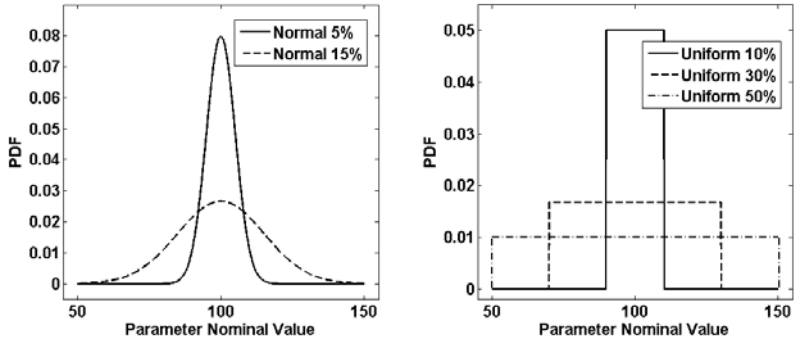 0.08
0.07
0.06
0.05
0.04
0.03
0.02
0.01
0
PDF
Normal 5%
Normal 15%
50
100
150
Parameter Nominal Value
0.05
0.04
0.03
0.02
0.01
0
PDF
Uniform 10%
Uniform 30%
Uniform 50%
50
100
150
Parameter Nominal Value